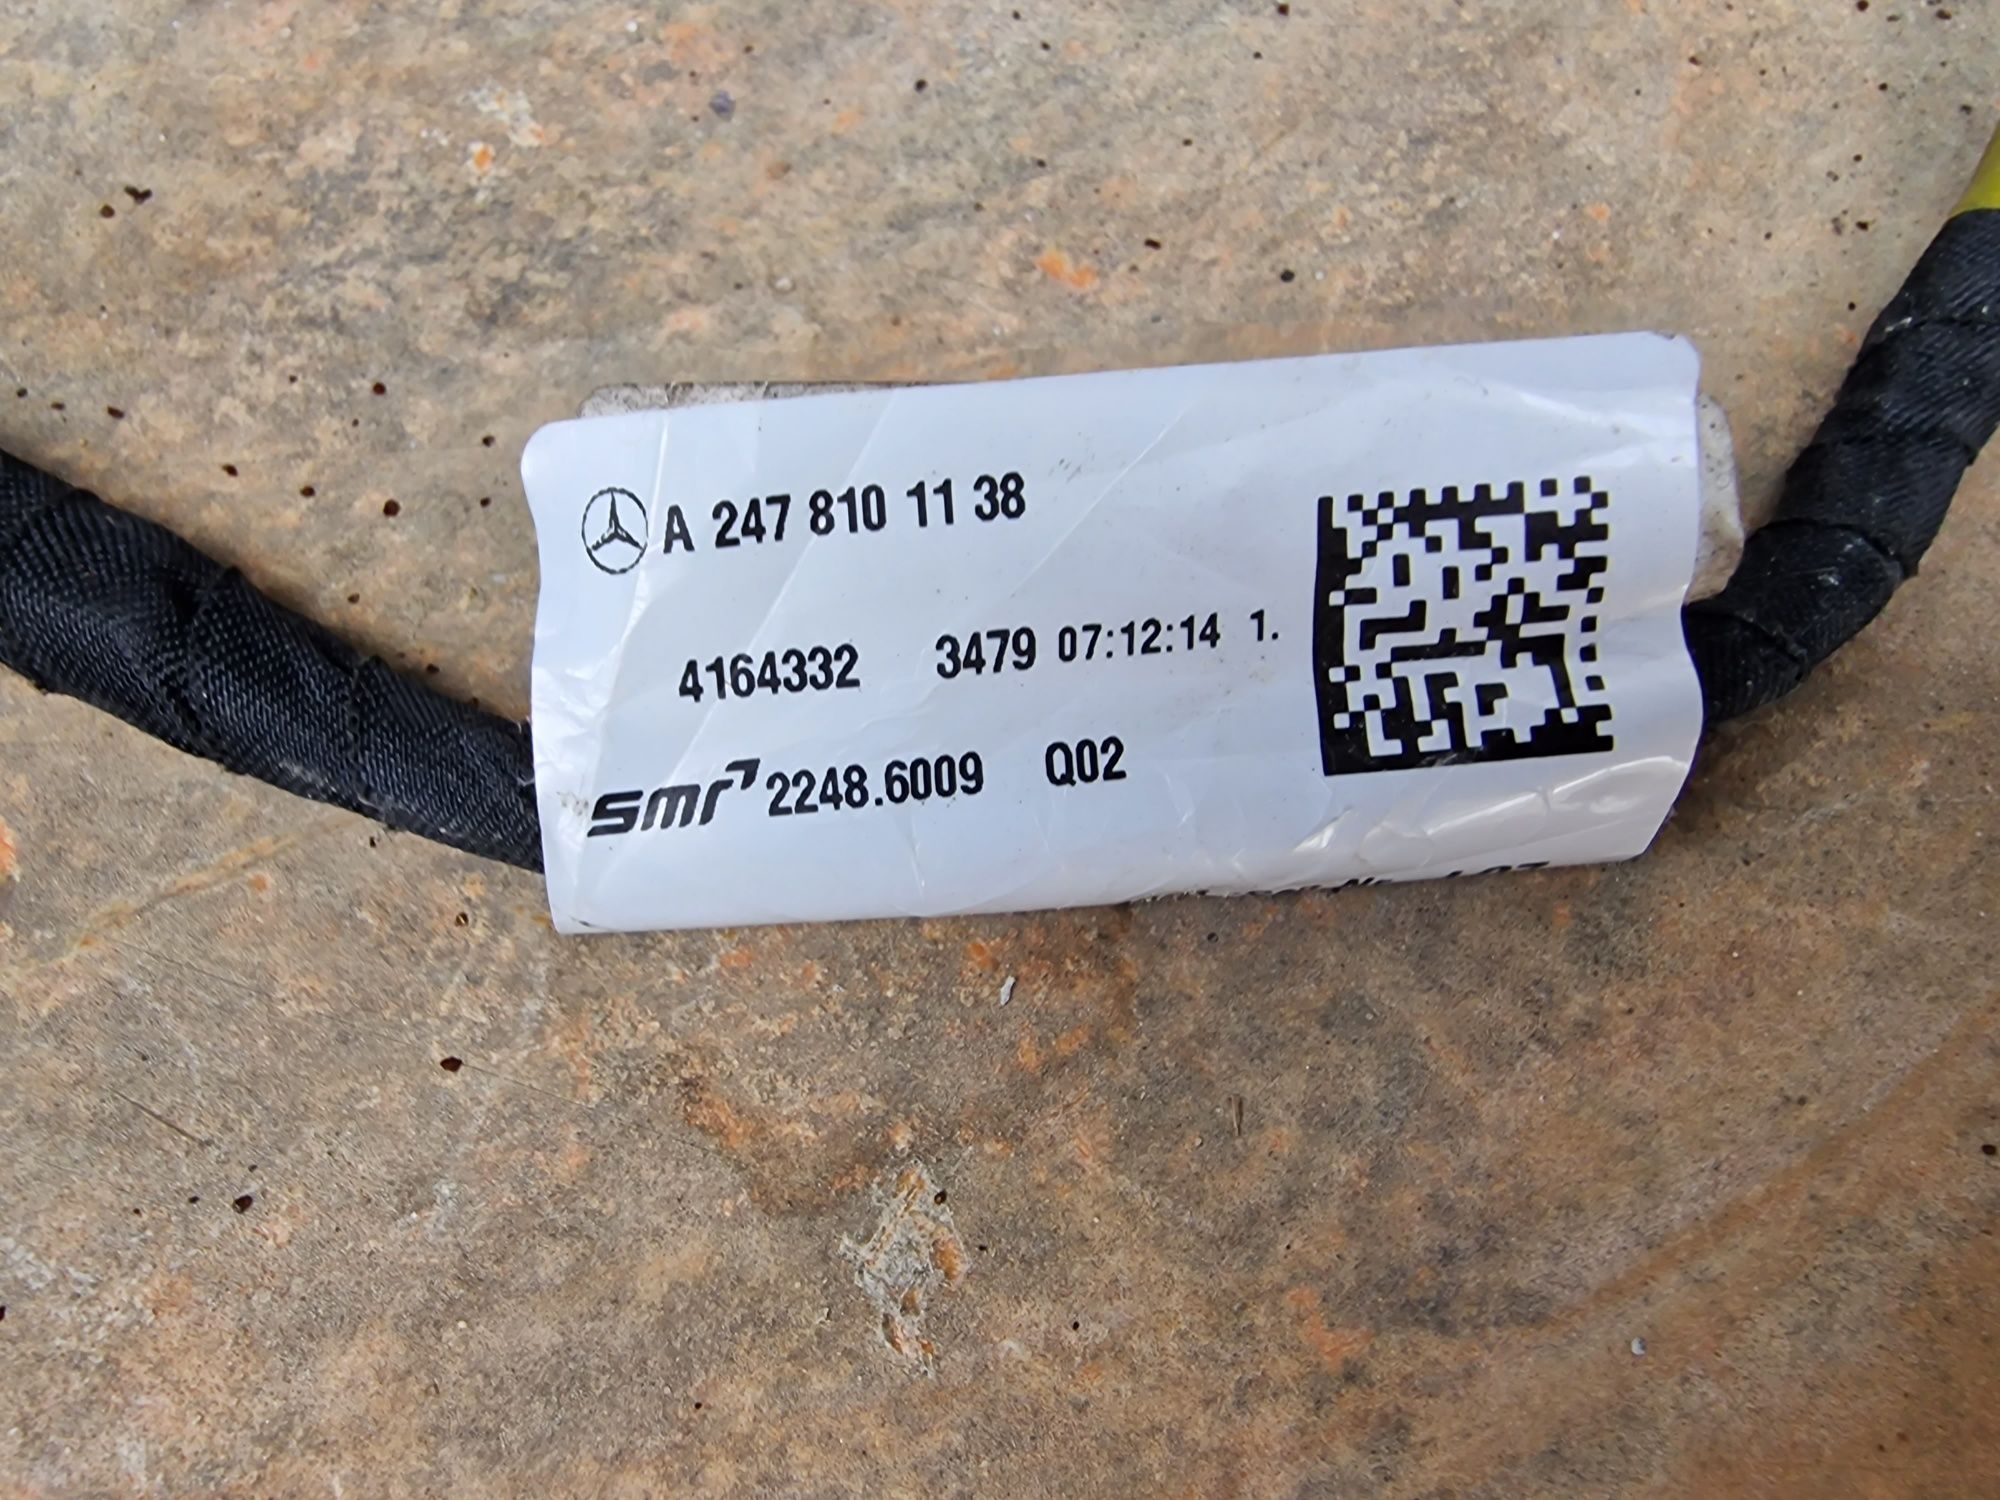 A 247 810 11 38
4164332 3479 07:12:14 1.
smr 2248.6009 Q02